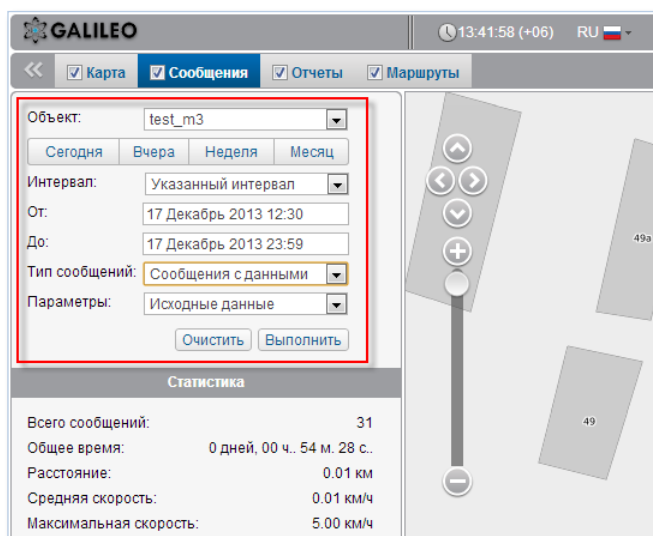 GALILEO 13:41:58 (+06) RU
Карта Сообщения Отчеты Маршруты
Объект: test_m3
Сегодня Вчера Неделя Месяц
Интервал: Указанный интервал
От: 17 Декабрь 2013 12:30
До: 17 Декабрь 2013 23:59
Тип сообщений: Сообщения с данными
Параметры: Исходные данные
Очистить Выполнить
Статистика
Всего сообщений: 31
Общее время: 0 дней, 00 ч.. 54 м. 28 с..
Расстояние: 0.01 км
Средняя скорость: 0.01 км/ч
Максимальная скорость: 5.00 км/ч
49а
49